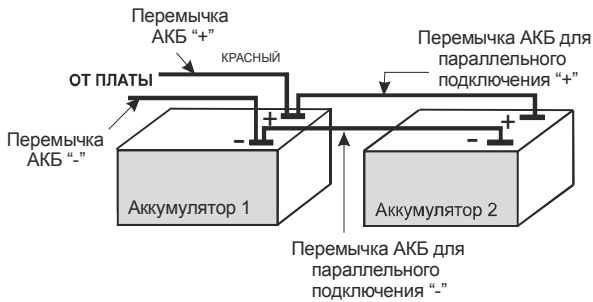 Перемычка
АКБ “+”
КРАСНЫЙ
ОТ ПЛАТЫ
Перемычка
АКБ “-”
Перемычка АКБ для
параллельного
подключения “+”
+
-
+
-
Аккумулятор 1
Аккумулятор 2
Перемычка АКБ для
параллельного
подключения “-”